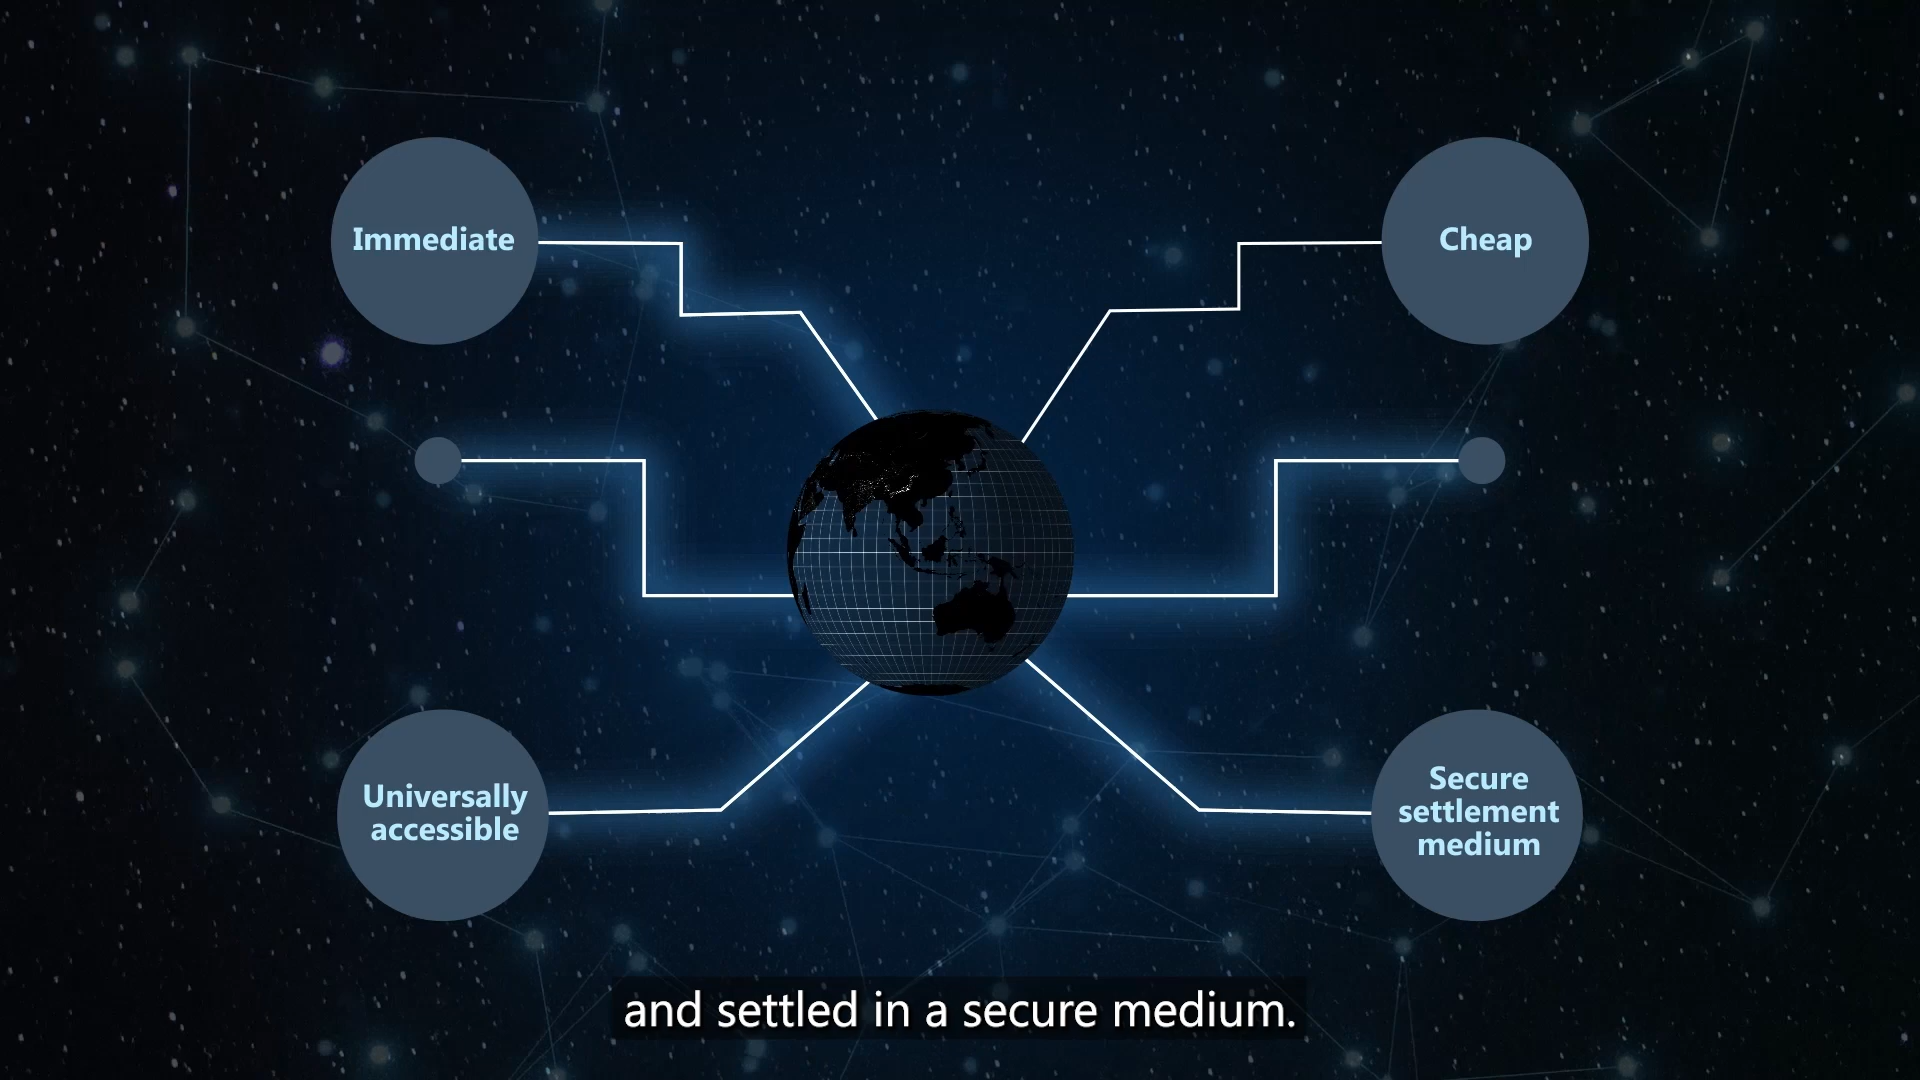 Immediate
Cheap
Universally
accessible
Secure
settlement
medium
and settled in a secure medium.